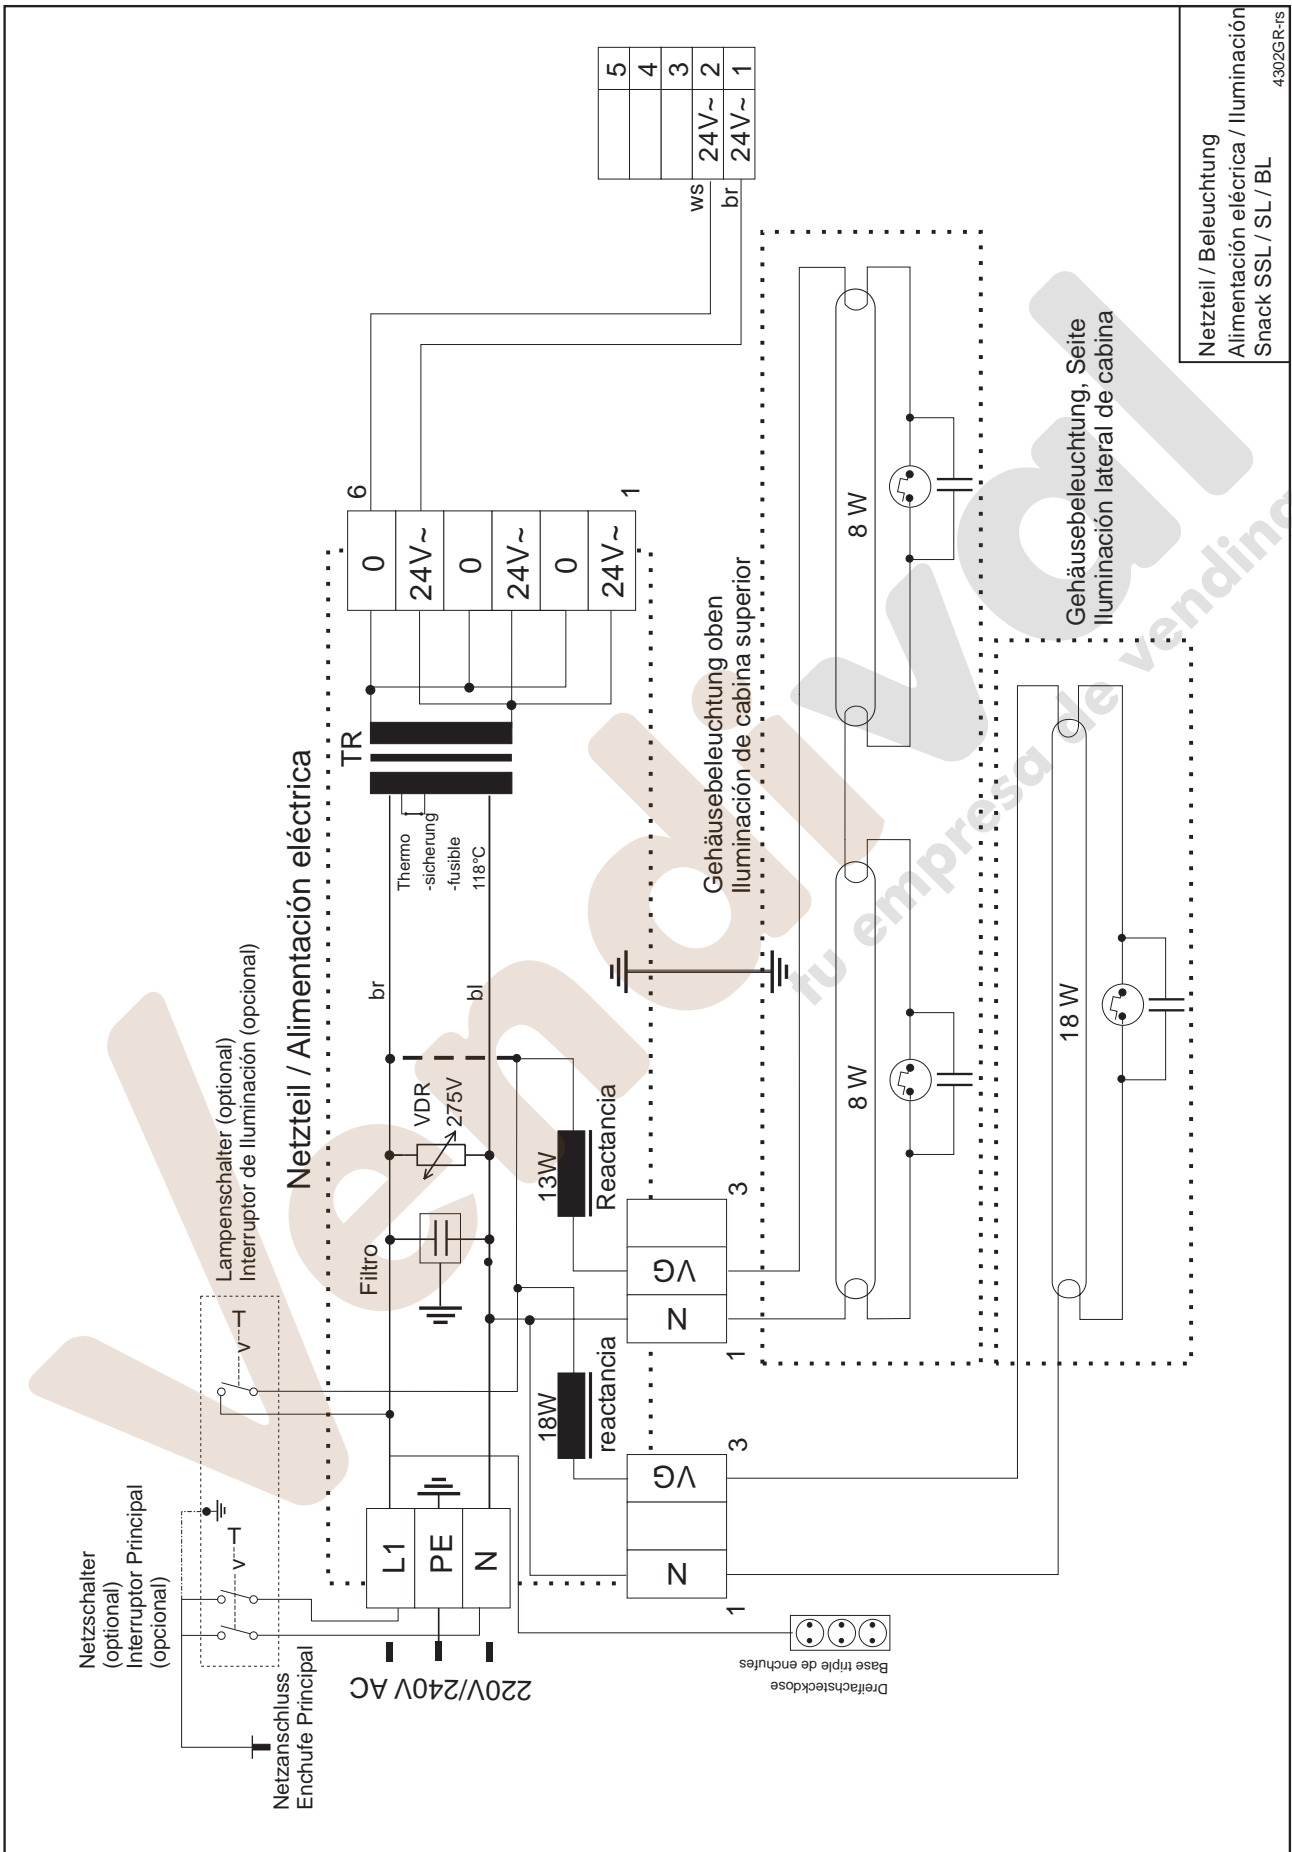 Netzschalter
(optional)
Interruptor Principal
(opcional)
Netzanschluss
Enchufe Principal
Lampenschalter (optional)
Interruptor de Iluminación (opcional)
Netzteil / Alimentación eléctrica
220V/240V AC
L1
PE
N
Filtro
VDR
275V
br
bl
Thermo
-sicherung
-fusible
118°C
TR
0
24V~
0
24V~
0
24V~
6
1
5
4
3
2
1
24V~
24V~
ws
br
18W
reactancia
13W
Reactancia
N
VG
1
3
N
VG
1
3
Dreifachsteckdose
Base triple de enchufes
Gehäusebeleuchtung oben
Iluminación de cabina superior
8 W
8 W
Gehäusebeleuchtung, Seite
Iluminación lateral de cabina
18 W
T
v
T
v
Netzteil / Beleuchtung
Alimentación elécrica / Iluminación
Snack SSL / SL / BL
4302GR-rs
Vendival
tu empresa de vending